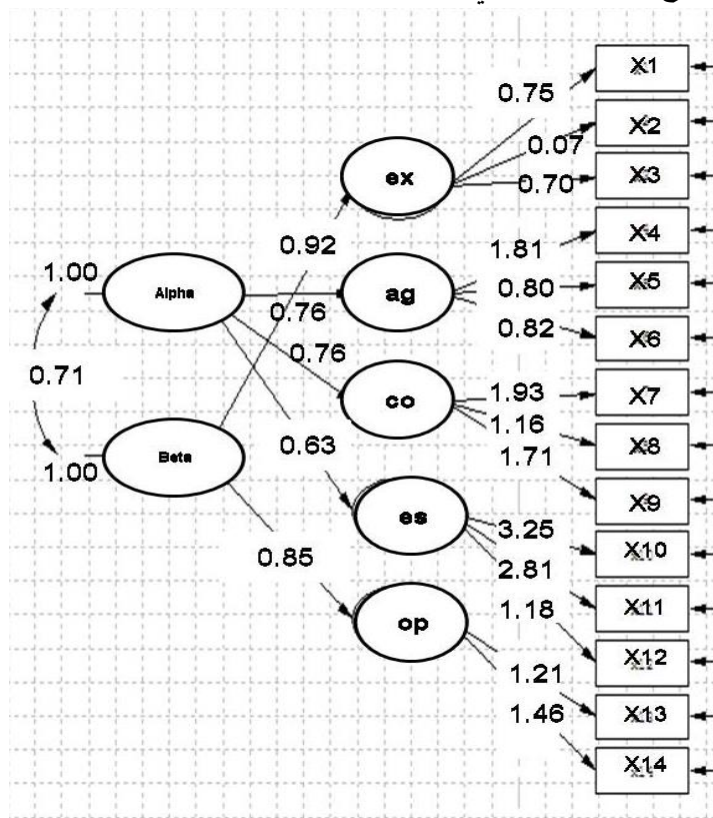 X1
0.75
X2
0.07
ex
X3
0.70
X4
0.92
1.81
1.00
Alpha
ag
0.80
X5
0.76
0.82
X6
0.76
0.71
1.93
X7
co
1.16
X8
0.63
1.71
Beta
1.00
X9
es
3.25
X10
0.85
2.81
X11
1.18
op
X12
1.21
X13
1.46
X14